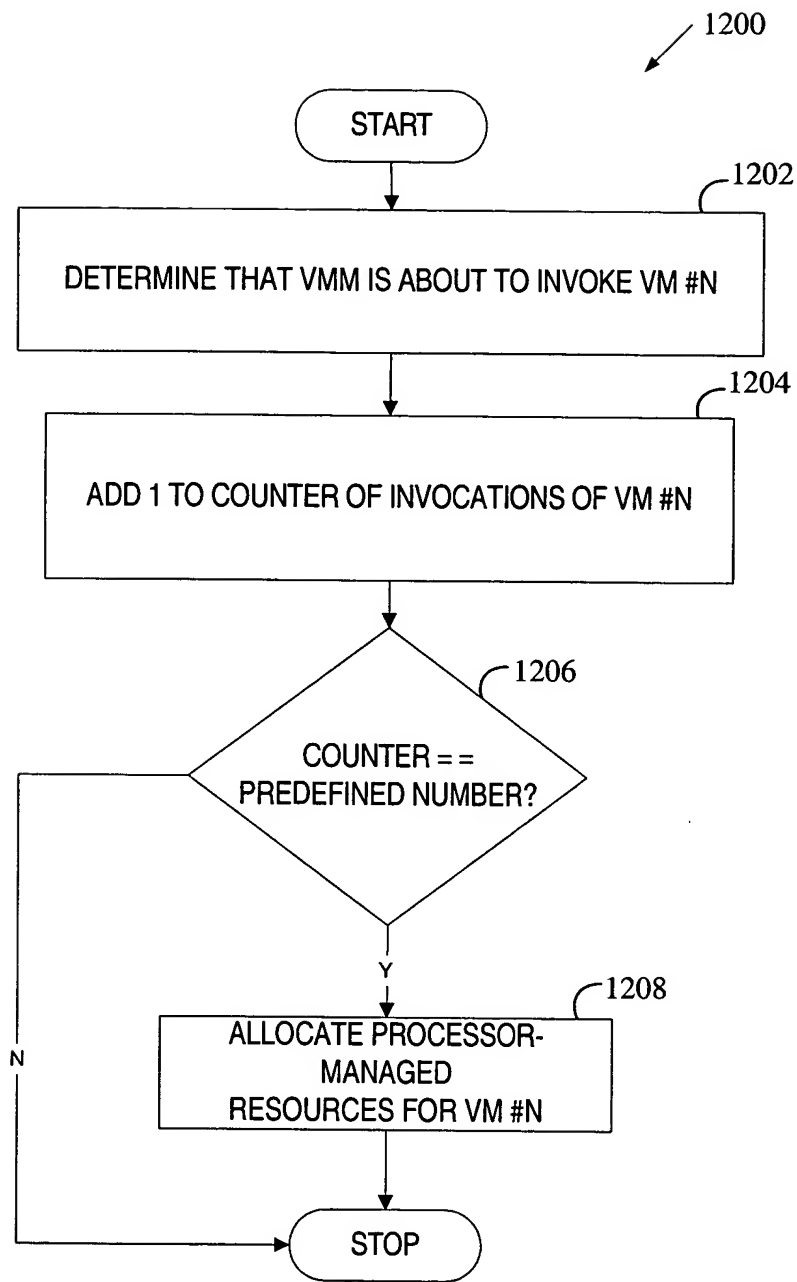 1200
START
1202
DETERMINE THAT VMM IS ABOUT TO INVOKE VM #N
1204
ADD 1 TO COUNTER OF INVOCATIONS OF VM #N
1206
COUNTER = =
PREDEFINED NUMBER?
Y
N
1208
ALLOCATE PROCESSOR-
MANAGED
RESOURCES FOR VM #N
STOP